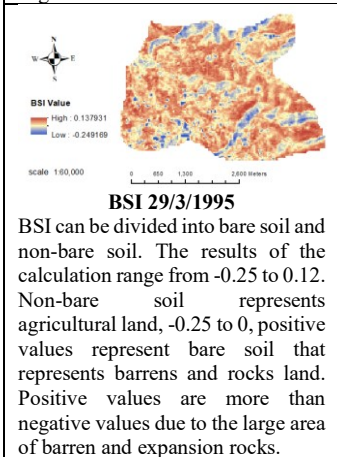 N
W E
S
BSI Value
High : 0.137931
Low : -0.249169
scale 1:60,000
0 650 1,300 2,600 Meters
BSI 29/3/1995
BSI can be divided into bare soil and
non-bare soil. The results of the
calculation range from -0.25 to 0.12.
Non-bare soil represents
agricultural land, -0.25 to 0, positive
values represent bare soil that
represents barrens and rocks land.
Positive values are more than
negative values due to the large area
of barren and expansion rocks.